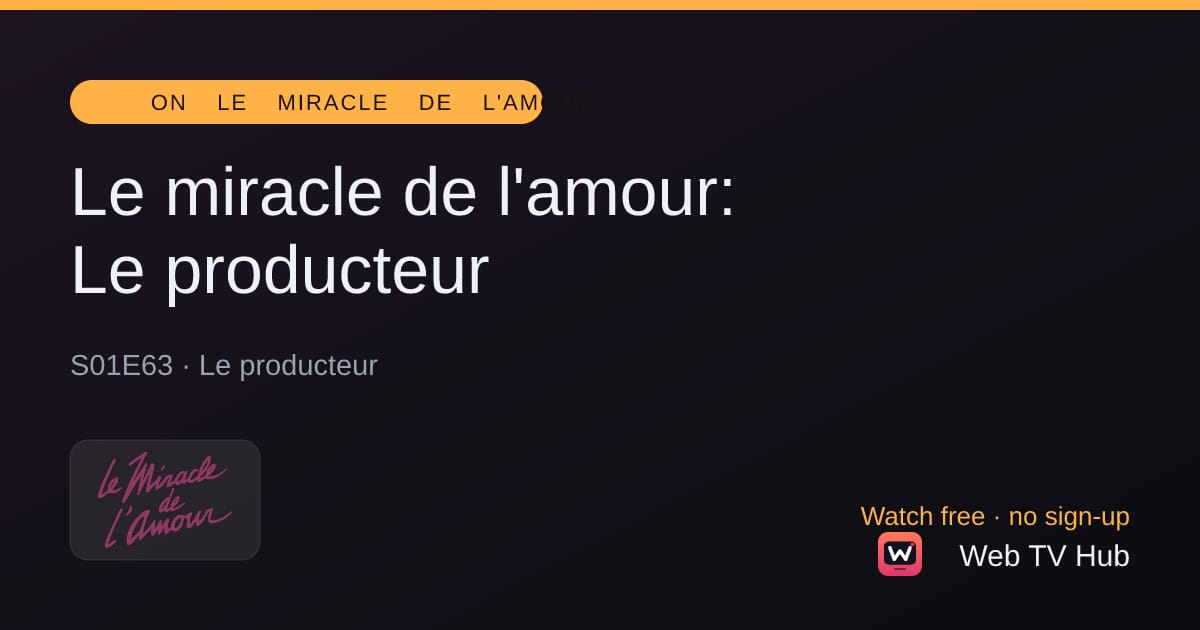 ON LE MIRACLE DE L'AMOUR
Le miracle de l'amour:
Le producteur
S01E63 · Le producteur
Le Miracle
de
l'Amour
Watch free · no sign-up
W
Web TV Hub